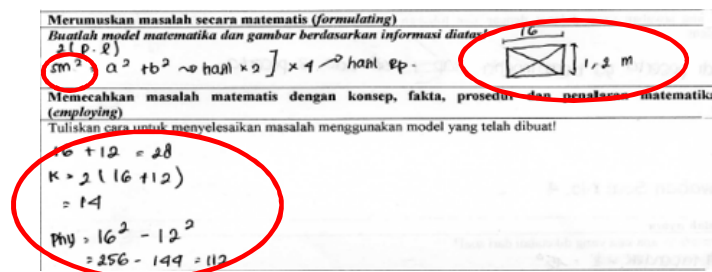 Merumuskan masalah secara matematis (formulating)
Buatlah model matematika dan gambar berdasarkan informasi diatas!
2(p.l)
sm² = a² + b² ~> hasil x 2 ] x 4 ~> hasil Rp.
16
1,2 m
Memecahkan masalah matematis dengan konsep, fakta, prosedur dan penalaran matematika
(employing)
Tuliskan cara untuk menyelesaikan masalah menggunakan model yang telah dibuat!
16 + 12 = 28
K = 2 ( 16 + 12 )
= 14
Phy = 16² - 12²
= 256 - 144 = 112